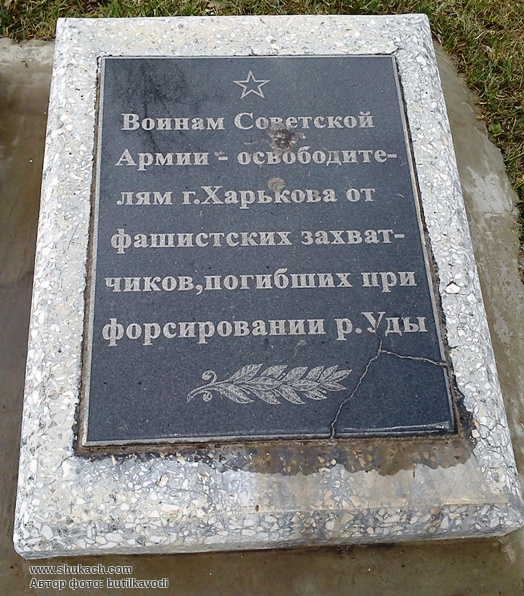 Воинам Советской
Армии - освободите-
лям г.Харькова от
фашистских захват-
чиков,погибших при
форсировании р.Уды
www.shukach.com
Автор фото: butilkavodi